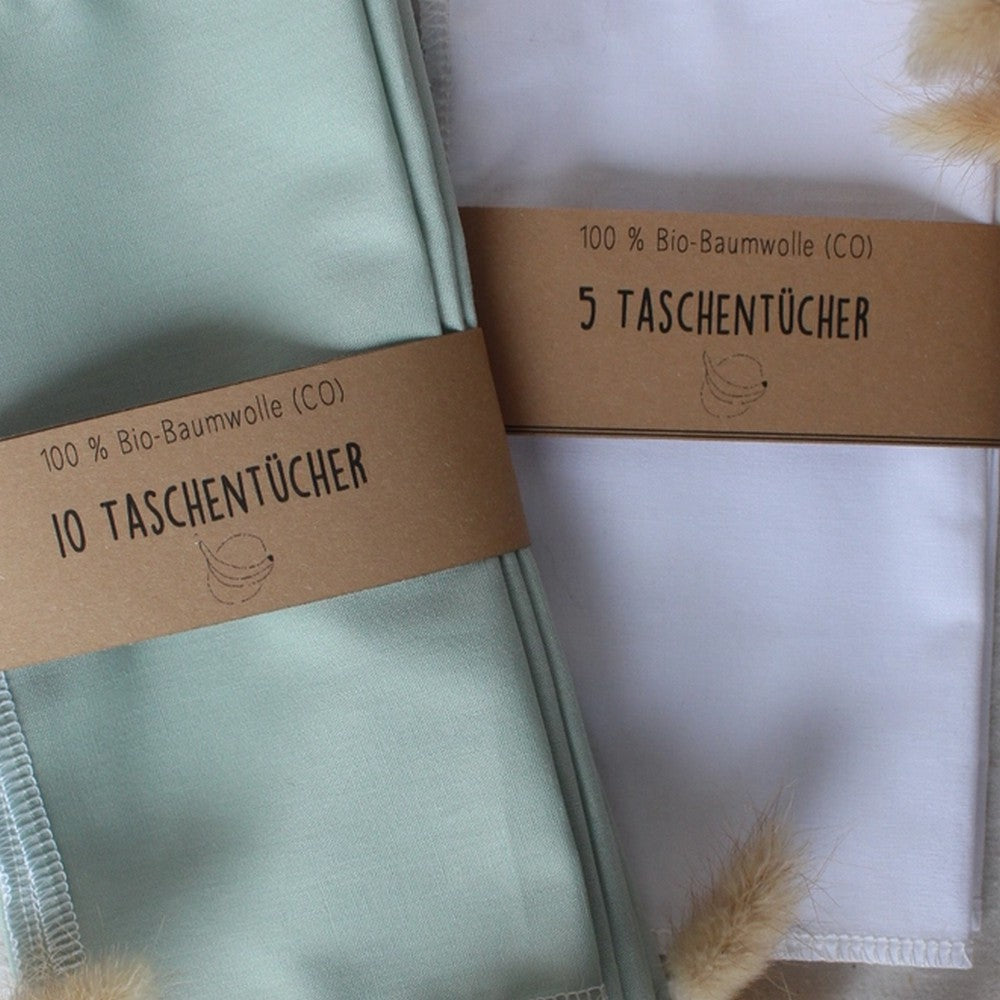 100 % Bio-Baumwolle (CO)
10 TASCHENTÜCHER
100 % Bio-Baumwolle (CO)
5 TASCHENTÜCHER